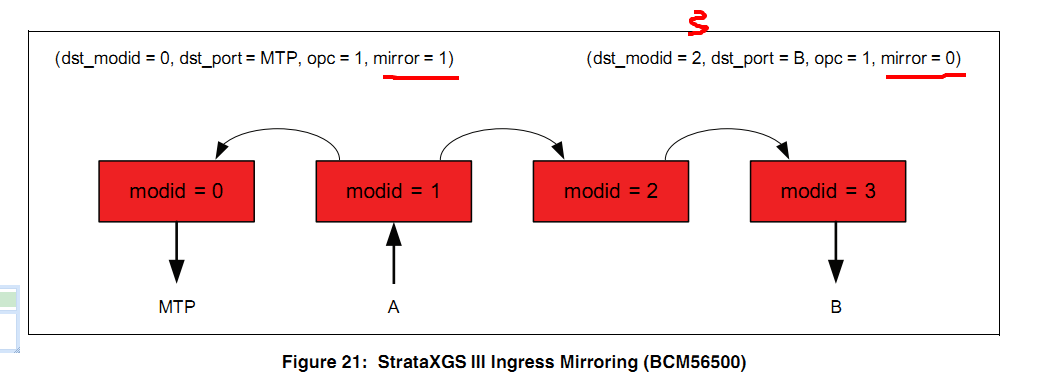 3
(dst_modid = 0, dst_port = MTP, opc = 1, mirror = 1) (dst_modid = 2, dst_port = B, opc = 1, mirror = 0)
modid = 0 modid = 1 modid = 2 modid = 3
MTP A B
Figure 21: StrataXGS III Ingress Mirroring (BCM56500)